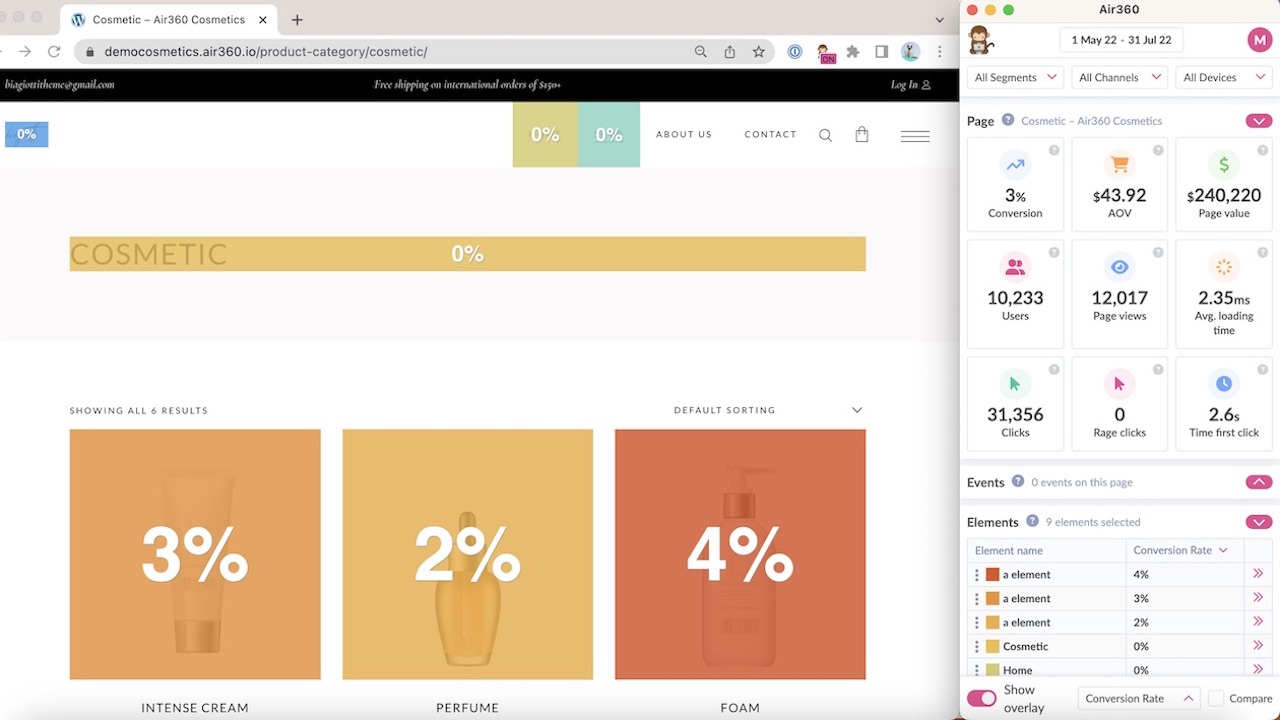 Cosmetic – Air360 Cosmetics
democosmetics.air360.io/product-category/cosmetic/
ON
biagiottitheme@gmail.com
Free shipping on international orders of $150+
Log In
0%
0%
0%
ABOUT US
CONTACT
COSMETIC
0%
SHOWING ALL 6 RESULTS
DEFAULT SORTING
3%
2%
4%
INTENSE CREAM
PERFUME
FOAM
Air360
1 May 22 - 31 Jul 22
M
All Segments
All Channels
All Devices
Page
?
Cosmetic – Air360 Cosmetics
?
3%
Conversion
?
$43.92
AOV
?
$
$240,220
Page value
?
10,233
Users
?
12,017
Page views
?
2.35ms
Avg. loading
time
?
31,356
Clicks
?
0
Rage clicks
?
2.6s
Time first click
Events
?
0 events on this page
Elements
?
9 elements selected
Element name
Conversion Rate
a element
4%
a element
3%
a element
2%
Cosmetic
0%
Home
0%
Show
overlay
Conversion Rate
Compare